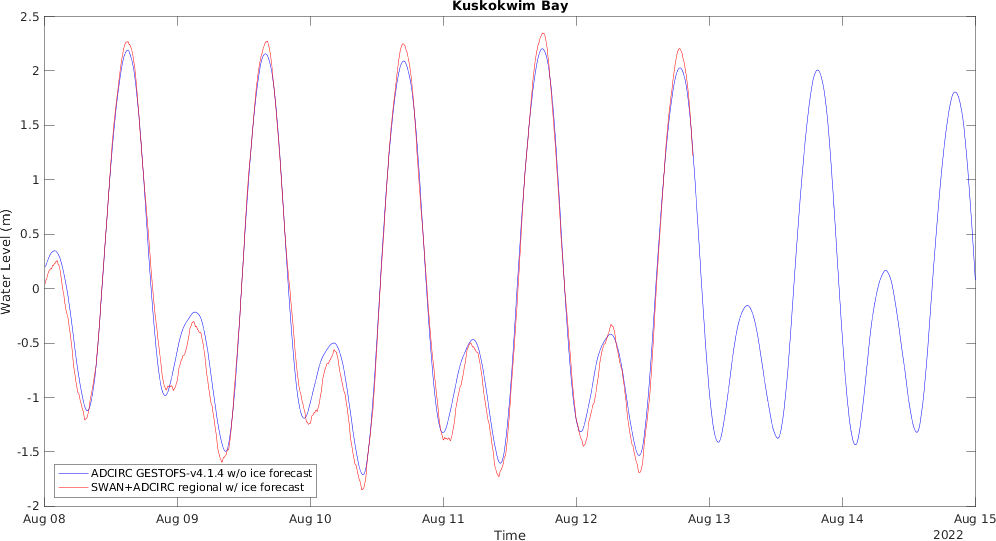 Kuskokwim Bay
2.5
2
1.5
1
0.5
0
-0.5
-1
-1.5
-2
Water Level (m)
ADCIRC GESTOFS-v4.1.4 w/o ice forecast
SWAN+ADCIRC regional w/ ice forecast
Aug 08 Aug 09 Aug 10 Aug 11 Aug 12 Aug 13 Aug 14 Aug 15
Time
2022